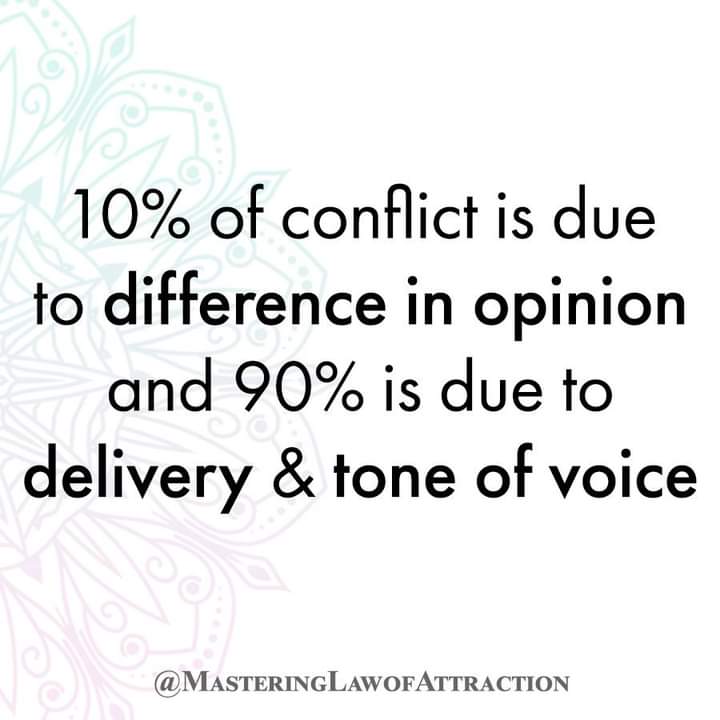 10% of conflict is due
to difference in opinion
and 90% is due to
delivery & tone of voice
@MasteringLawofAttraction